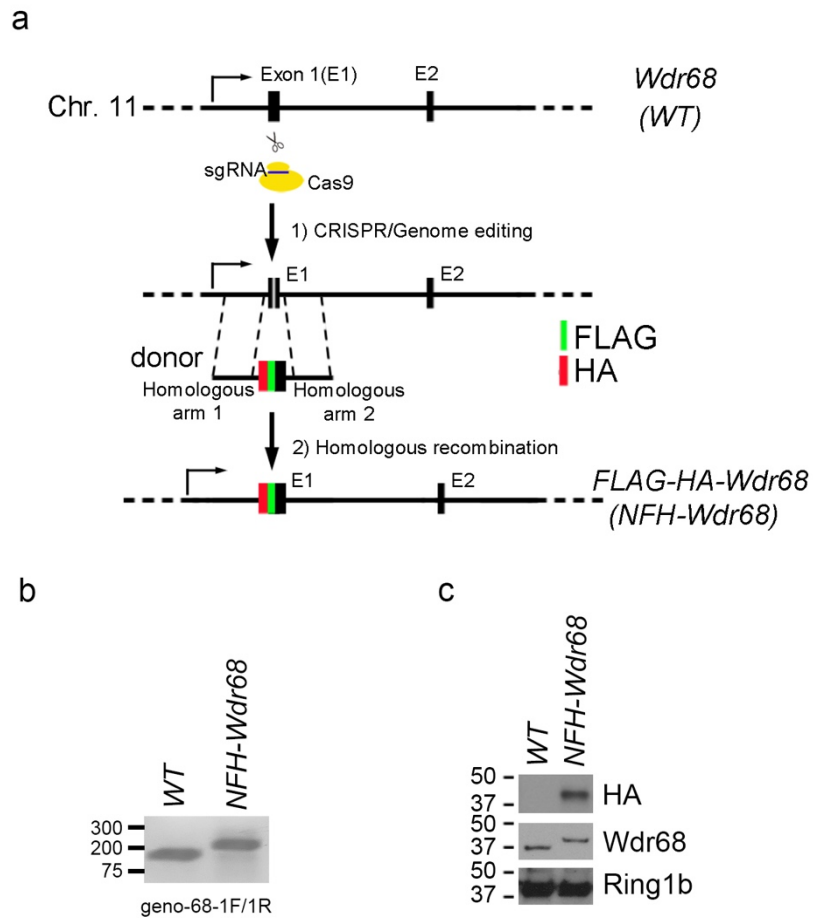 a
Exon 1(E1)
E2
Wdr68
(WT)
Chr. 11
sgRNA
Cas9
1) CRISPR/Genome editing
E1
E2
FLAG
HA
donor
Homologous
arm 1
Homologous
arm 2
2) Homologous recombination
E1
E2
FLAG-HA-Wdr68
(NFH-Wdr68)
b
WT
NFH-Wdr68
300
200
75
geno-68-1F/1R
c
WT
NFH-Wdr68
50
37
HA
50
37
Wdr68
50
37
Ring1b